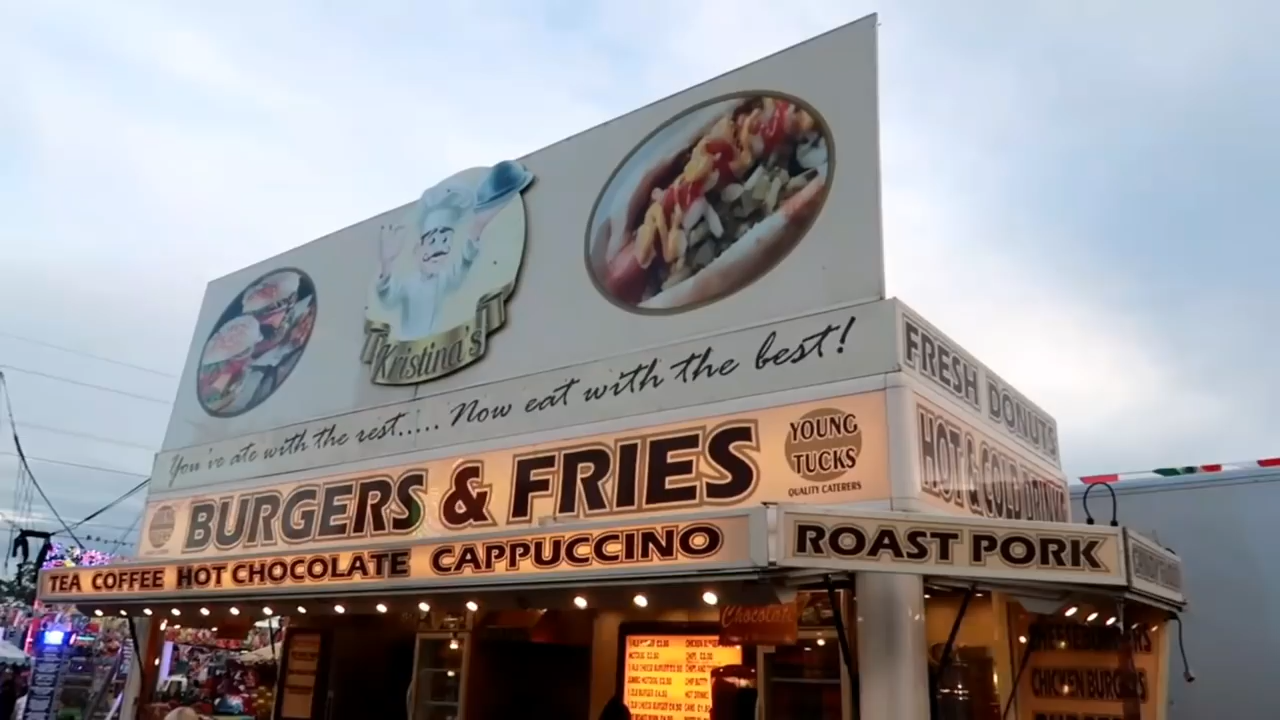 Kristina's
You've ate with the rest..... Now eat with the best!
BURGERS & FRIES
YOUNG
TUCKS
QUALITY CATERERS
FRESH DONUTS
HOT & COLD DRINKS
TEA COFFEE HOT CHOCOLATE CAPPUCCINO
ROAST PORK
Chocolate
CHICKEN BURGERS